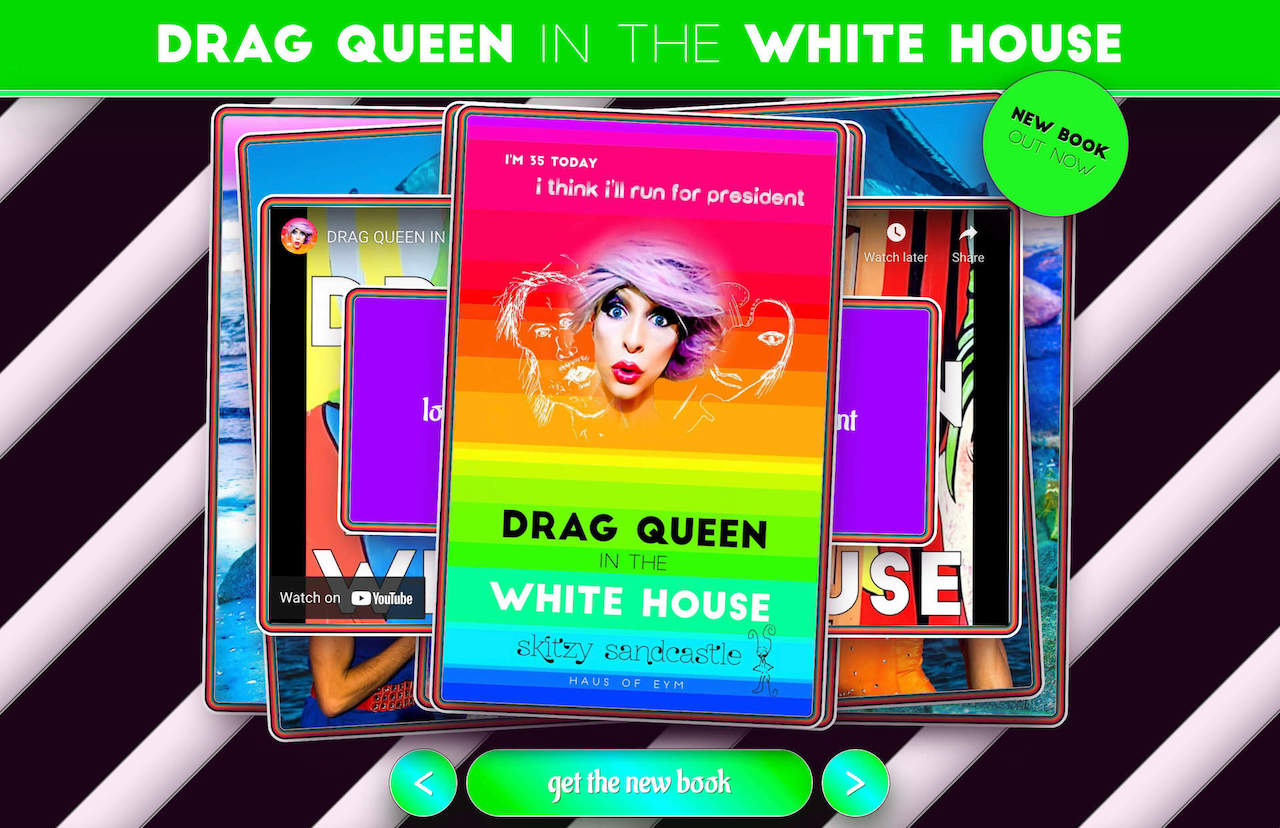 DRAG QUEEN IN THE WHITE HOUSE
NEW BOOK
OUT NOW
I'M 35 TODAY
i think i'll run for president
DRAG QUEEN IN
Watch later
Share
DRAG QUEEN
IN THE
WHITE HOUSE
skitzy sandcastle
HAUS OF EYM
USE
Watch on YouTube
< get the new book >